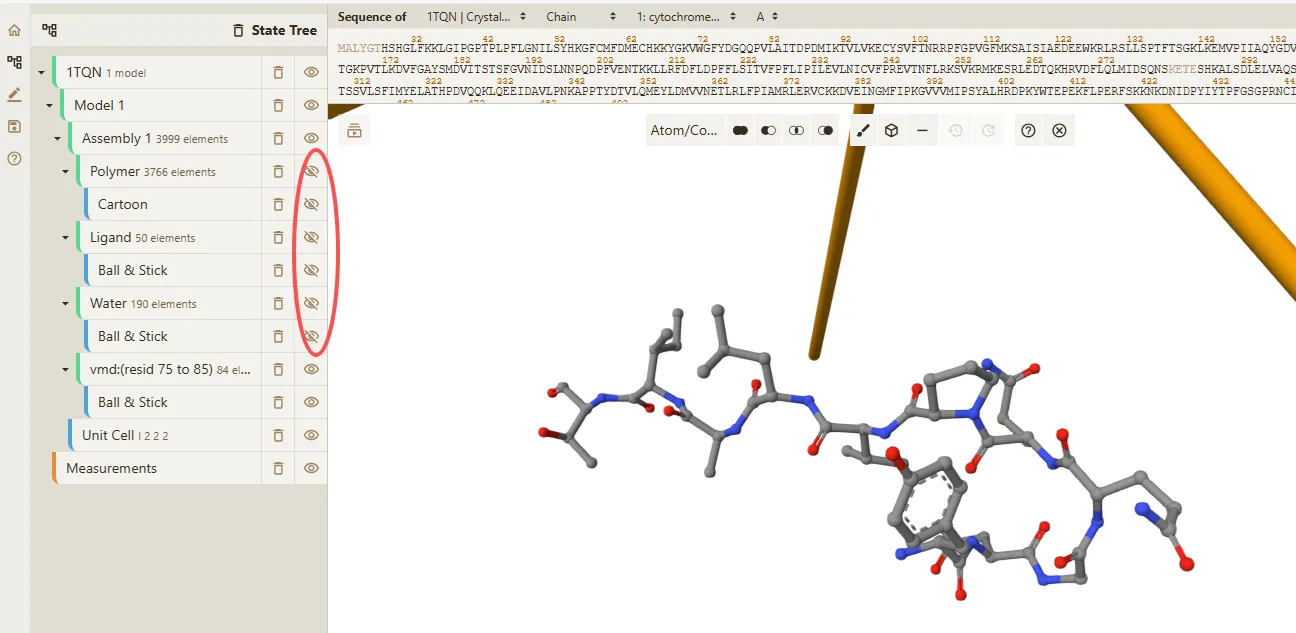 State Tree
1TQN 1 model
Model 1
Assembly 1 3999 elements
Polymer 3766 elements
Cartoon
Ligand 50 elements
Ball & Stick
Water 190 elements
Ball & Stick
vmd:(resid 75 to 85) 84 el...
Ball & Stick
Unit Cell I 2 2 2
Measurements
Sequence of 1TQN | Crystal... Chain 1: cytochrome... A
32 42 52 62 72 82 92 102 112 122 132 142 152
MALYGTHSHGLFKKLGIPGPTPLPFLGNILSYHKGFCMFDMECHKKYGKVWGFYDGQQPVLAITDPDMIKTVLVKECYSVFTNRRPFGPVGFMKSAISIAEDEEWKRLRSLLSPTFTSGKLKEMVPIIAQYGDV
172 182 192 202 212 222 232 242 252 262 272 282 292
TGKPVTLKDVFGAYSMDVITSTSFGVNIDSLNNPQDPFVENTKKLLRFDFLDPFFLSITVFPFLIPILEVLNICVFPREVTNFLRKSVKRMKESRLEDTQKHRVDFLQLMIDSQNSKETESHKALSDLELVAQS
312 322 332 342 352 362 372 382 392 402 412 422 432 44
TSSVLSFIMYELATHPDVQQKLQEEIDAVLPNKAPPTYDTVLQMEYLDMVVNETLRLFPIAMRLERVCKKDVEINGMFIPKGVVVMIPSYALHRDPKYWTEPEKFLPERFSKKNKDNIDPYIYTPFGSGPRNCI
Atom/Co...